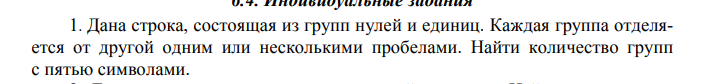 6.4. Индивидуальные задания
1. Дана строка, состоящая из групп нулей и единиц. Каждая группа отделя-
ется от другой одним или несколькими пробелами. Найти количество групп
с пятью символами.